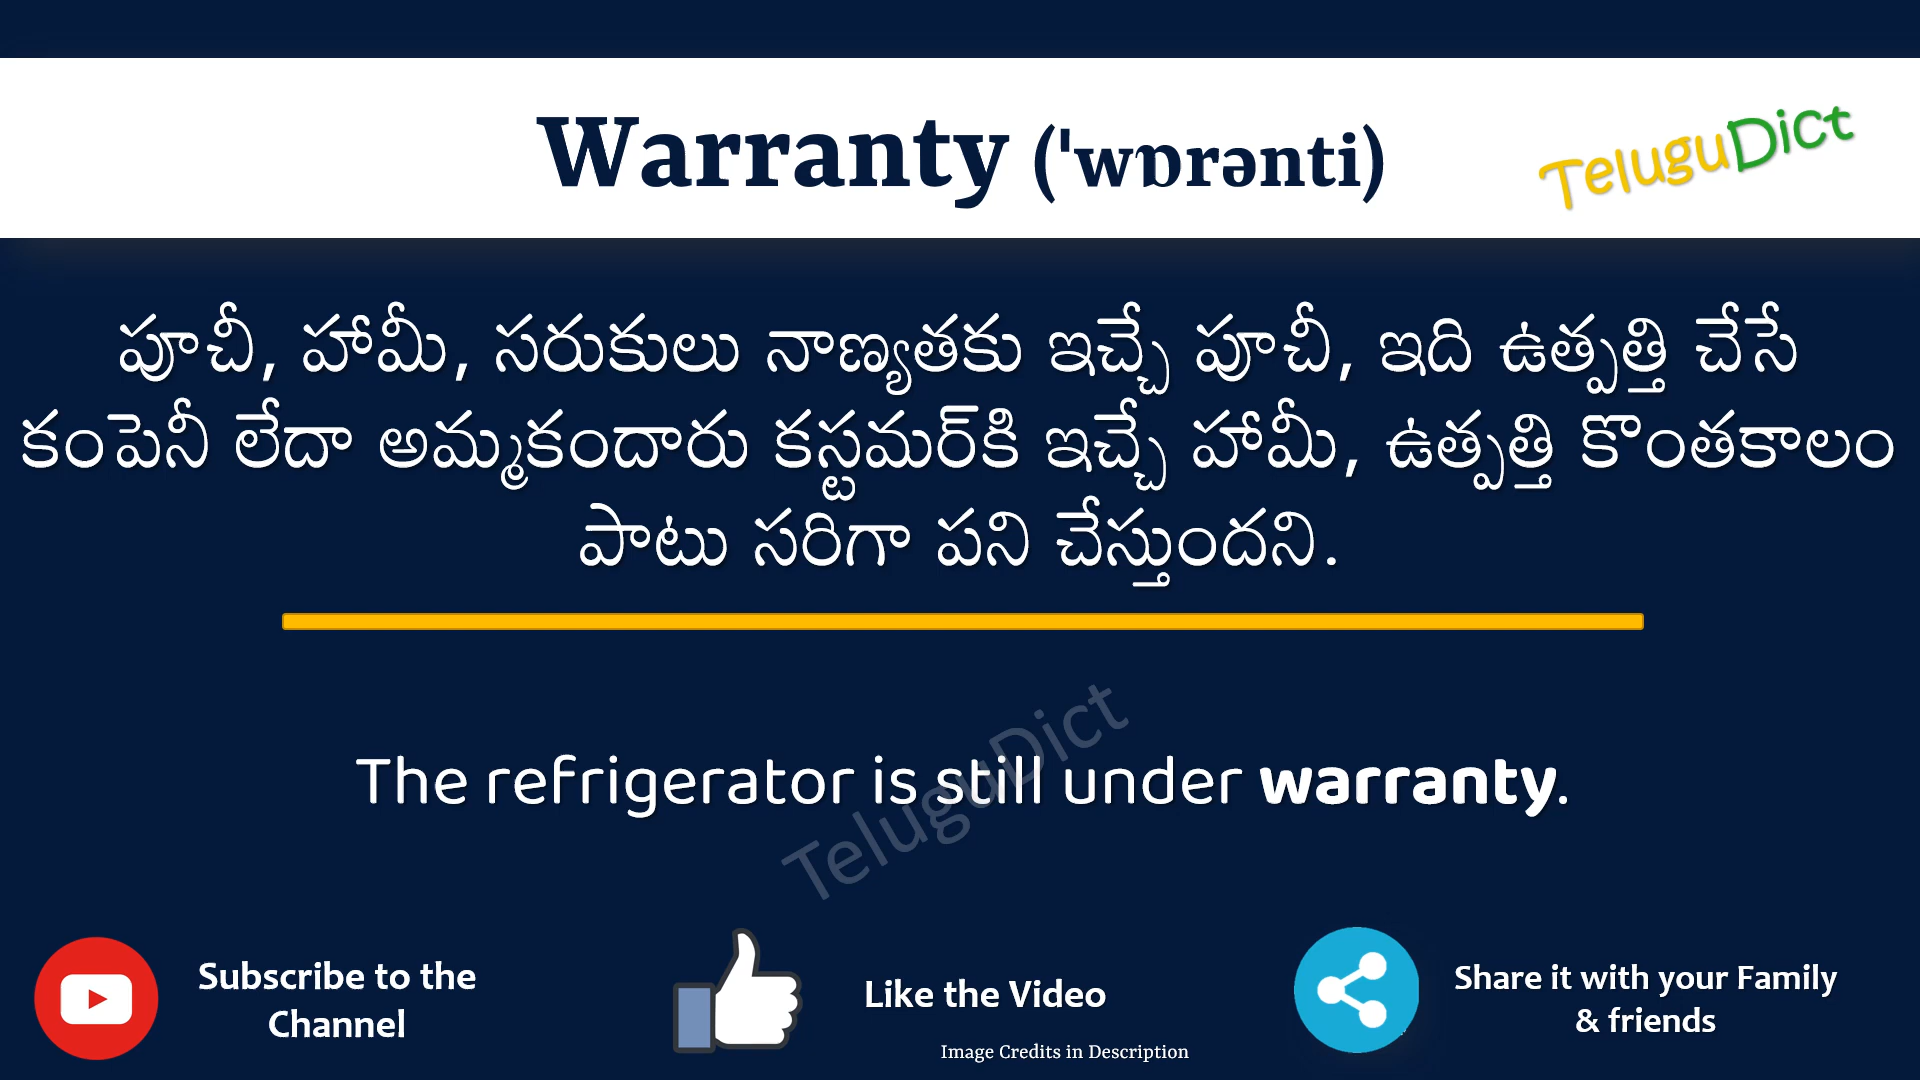 Warranty (ˈwɒrənti)
TeluguDict
పూచీ, హామీ, సరుకులు నాణ్యతకు ఇచ్చే పూచీ, ఇది ఉత్పత్తి చేసే
కంపెనీ లేదా అమ్మకందారు కస్టమర్‌కి ఇచ్చే హామీ, ఉత్పత్తి కొంతకాలం
పాటు సరిగా పని చేస్తుందని.
TeluguDict
The refrigerator is still under warranty.
Subscribe to the
Channel
Like the Video
Share it with your Family
& friends
Image Credits in Description